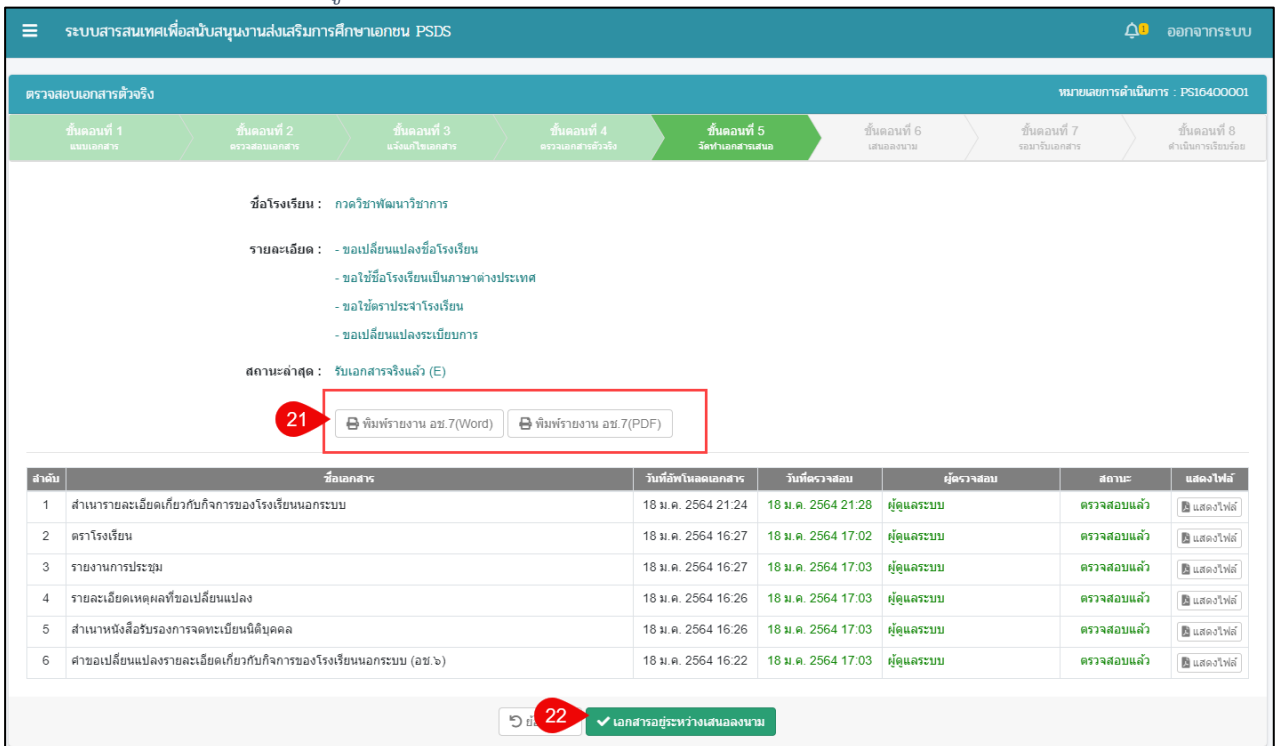 ระบบสารสนเทศเพื่อสนับสนุนงานส่งเสริมการศึกษาเอกชน PSDS 1 ออกจากระบบ
ตรวจสอบเอกสารตัวจริง หมายเลขการดำเนินการ : PS16400001
ขั้นตอนที่ 1 ขั้นตอนที่ 2 ขั้นตอนที่ 3 ขั้นตอนที่ 4 ขั้นตอนที่ 5 ขั้นตอนที่ 6 ขั้นตอนที่ 7 ขั้นตอนที่ 8
แนบเอกสาร ตรวจสอบเอกสาร แจ้งแก้ไขเอกสาร ตรวจเอกสารตัวจริง จัดทำเอกสารเสนอ เสนอลงนาม รอมารับเอกสาร ดำเนินการเรียบร้อย
ชื่อโรงเรียน : กวดวิชาพัฒนาวิชาการ
รายละเอียด : - ขอเปลี่ยนแปลงชื่อโรงเรียน
- ขอใช้ชื่อโรงเรียนเป็นภาษาต่างประเทศ
- ขอใช้ตราประจำโรงเรียน
- ขอเปลี่ยนแปลงระเบียบการ
สถานะล่าสุด : รับเอกสารจริงแล้ว (E)
21 พิมพ์รายงาน อช.7(Word) พิมพ์รายงาน อช.7(PDF)
ลำดับ ชื่อเอกสาร วันที่อัพโหลดเอกสาร วันที่ตรวจสอบ ผู้ตรวจสอบ สถานะ แสดงไฟล์
1 สำเนารายละเอียดเกี่ยวกับกิจการของโรงเรียนนอกระบบ 18 ม.ค. 2564 21:24 18 ม.ค. 2564 21:28 ผู้ดูแลระบบ ตรวจสอบแล้ว แสดงไฟล์
2 ตราโรงเรียน 18 ม.ค. 2564 16:27 18 ม.ค. 2564 17:02 ผู้ดูแลระบบ ตรวจสอบแล้ว แสดงไฟล์
3 รายงานการประชุม 18 ม.ค. 2564 16:27 18 ม.ค. 2564 17:03 ผู้ดูแลระบบ ตรวจสอบแล้ว แสดงไฟล์
4 รายละเอียดเหตุผลที่ขอเปลี่ยนแปลง 18 ม.ค. 2564 16:26 18 ม.ค. 2564 17:03 ผู้ดูแลระบบ ตรวจสอบแล้ว แสดงไฟล์
5 สำเนาหนังสือรับรองการจดทะเบียนนิติบุคคล 18 ม.ค. 2564 16:26 18 ม.ค. 2564 17:03 ผู้ดูแลระบบ ตรวจสอบแล้ว แสดงไฟล์
6 คำขอเปลี่ยนแปลงรายละเอียดเกี่ยวกับกิจการของโรงเรียนนอกระบบ (อช.๖) 18 ม.ค. 2564 16:22 18 ม.ค. 2564 17:03 ผู้ดูแลระบบ ตรวจสอบแล้ว แสดงไฟล์
22 เอกสารอยู่ระหว่างเสนอลงนาม